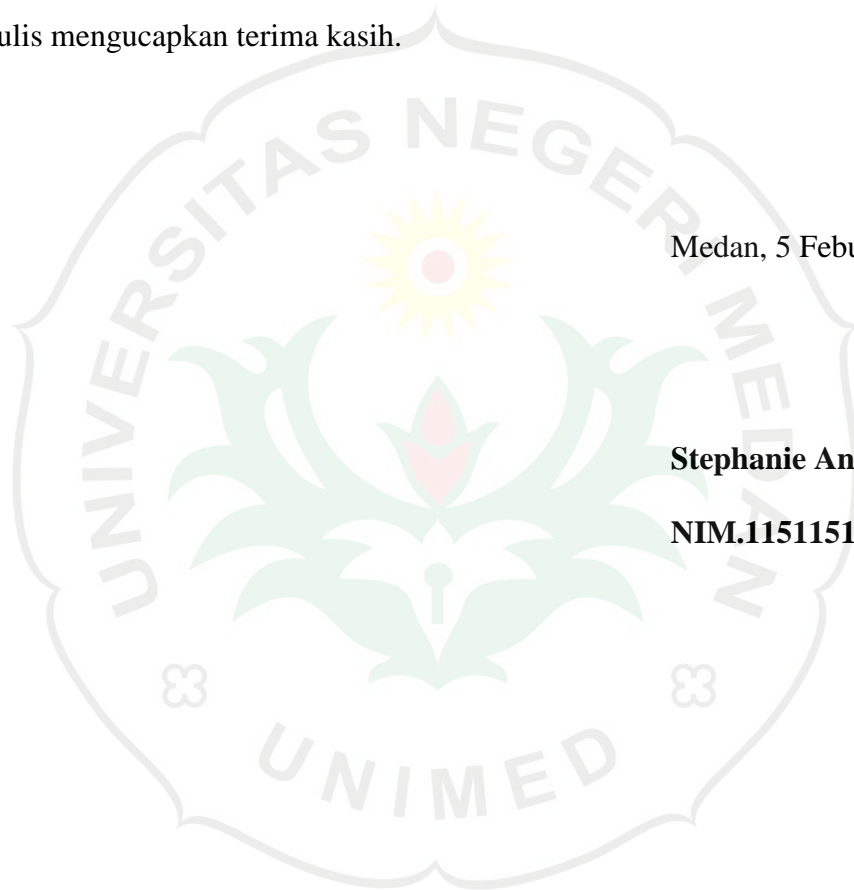 ulis mengucapkan terima kasih.
Medan, 5 Febu
Stephanie An
NIM.1151151
UNIVERSITAS NEGERI MEDAN
UNIMED